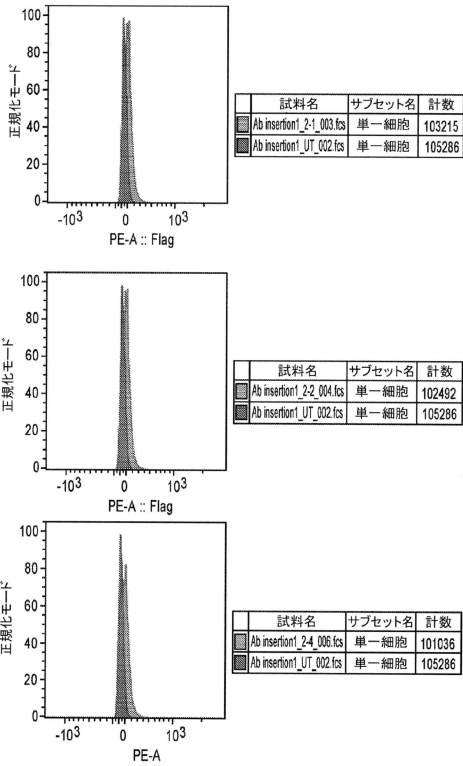 正規化モード
100
80
60
40
20
0
-10³ 0 10³
PE-A :: Flag
試料名 サブセット名 計数
Ab insertion1_2-1_003.fcs 単一細胞 103215
Ab insertion1_UT_002.fcs 単一細胞 105286
正規化モード
100
80
60
40
20
0
-10³ 0 10³
PE-A :: Flag
試料名 サブセット名 計数
Ab insertion1_2-2_004.fcs 単一細胞 102492
Ab insertion1_UT_002.fcs 単一細胞 105286
正規化モード
100
80
60
40
20
0
-10³ 0 10³
PE-A
試料名 サブセット名 計数
Ab insertion1_2-4_006.fcs 単一細胞 101036
Ab insertion1_UT_002.fcs 単一細胞 105286